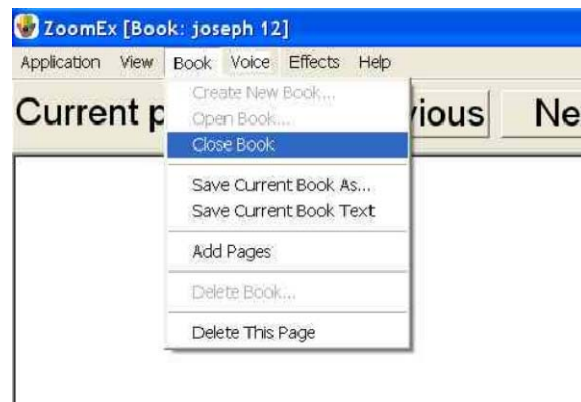 ZoomEx [Book: joseph 12]
Application View Book Voice Effects Help
Current p ious Ne
Create New Book...
Open Book...
Close Book
Save Current Book As...
Save Current Book Text
Add Pages
Delete Book...
Delete This Page